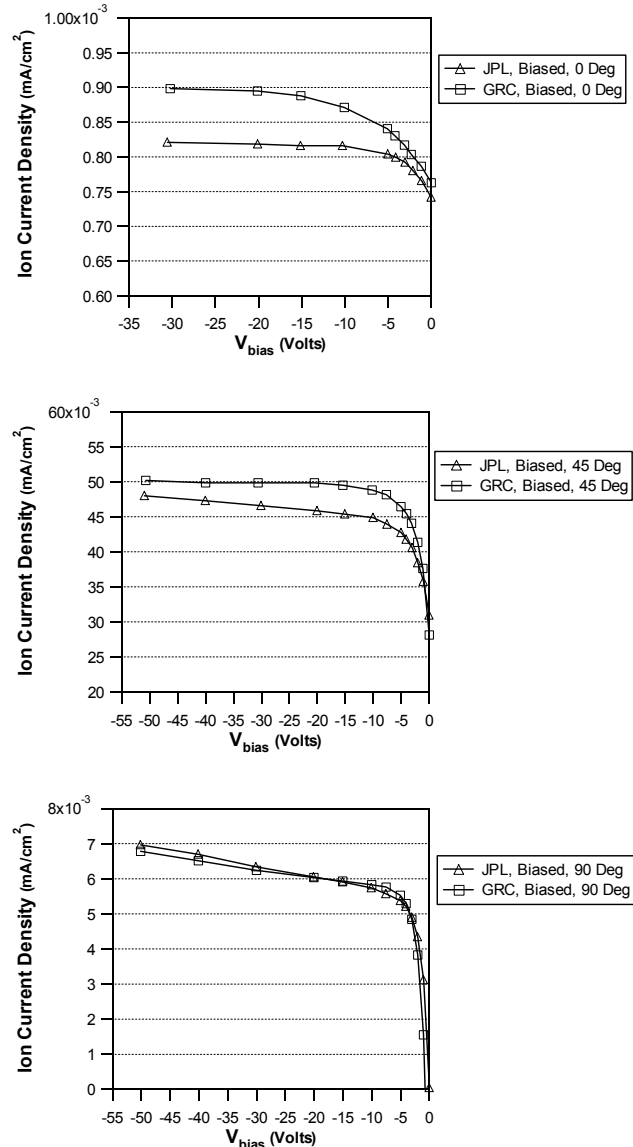 1.00x10⁻³
0.90
0.85
0.80
0.75
0.70
0.65
0.60
Ion Current Density (mA/cm²)
-35 -30 -25 -20 -15 -10 -5 0
V_bias (Volts)
JPL, Biased, 0 Deg
GRC, Biased, 0 Deg
60x10⁻³
55
50
45
40
35
30
25
20
Ion Current Density (mA/cm²)
-55 -50 -45 -40 -35 -30 -25 -20 -15 -10 -5 0
V_bias (Volts)
JPL, Biased, 45 Deg
GRC, Biased, 45 Deg
8x10⁻³
7
6
5
4
3
2
1
0
Ion Current Density (mA/cm²)
-55 -50 -45 -40 -35 -30 -25 -20 -15 -10 -5 0
V_bias (Volts)
JPL, Biased, 90 Deg
GRC, Biased, 90 Deg